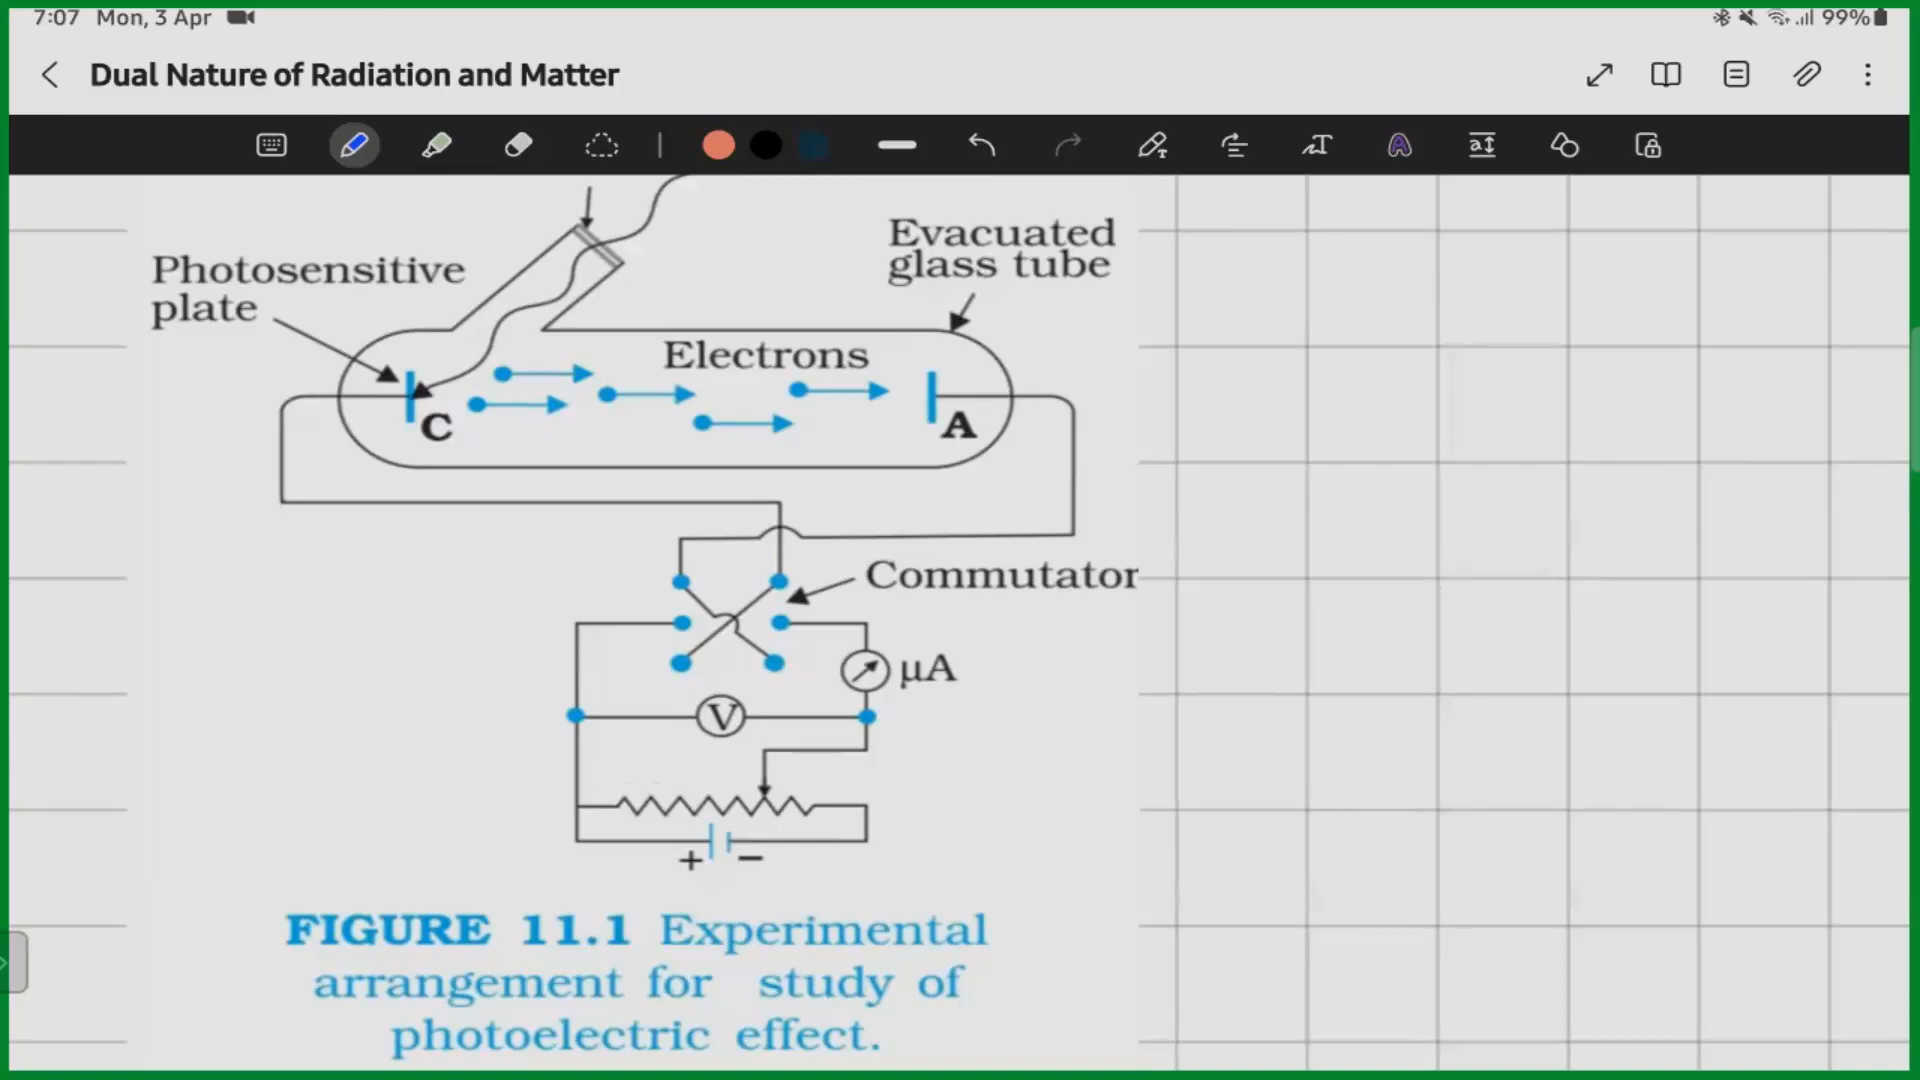 7:07 Mon, 3 Apr 99%
Dual Nature of Radiation and Matter
Evacuated
glass tube
Photosensitive
plate
Electrons
C
A
Commutator
μA
V
+ −
FIGURE 11.1 Experimental
arrangement for study of
photoelectric effect.